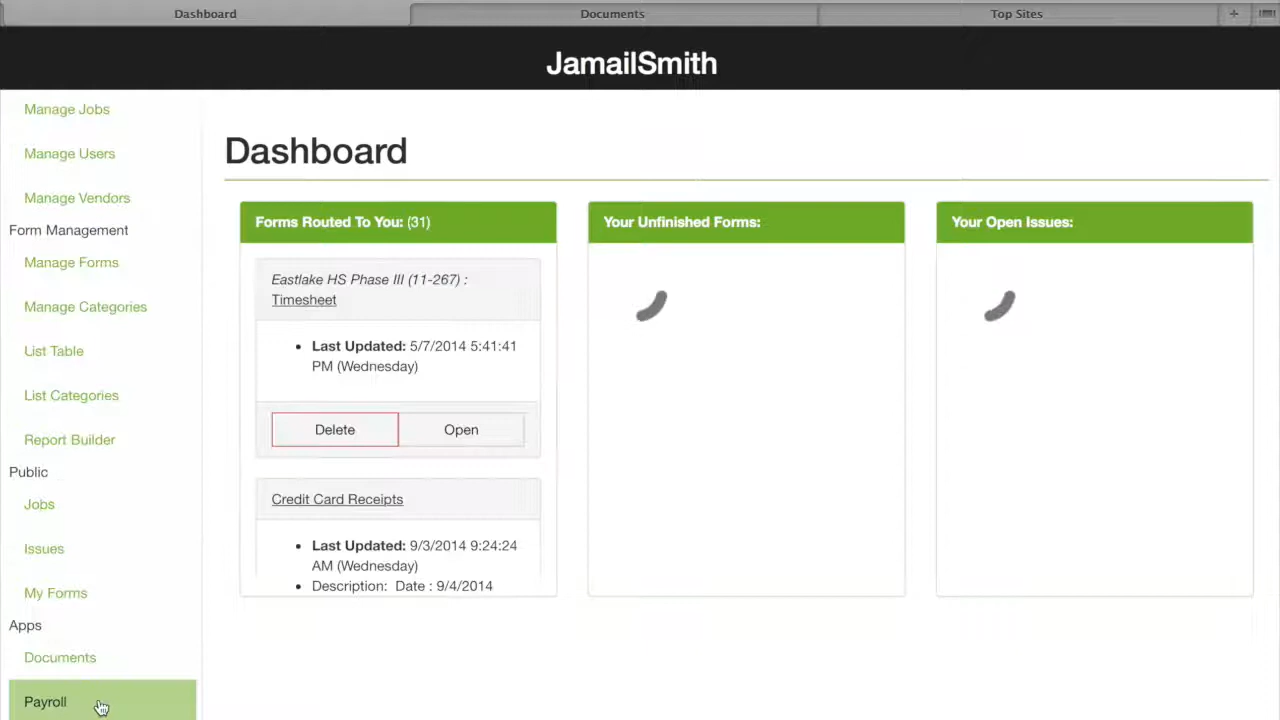 Dashboard
Documents
Top Sites
+
JamailSmith
Manage Jobs
Manage Users
Manage Vendors
Form Management
Manage Forms
Manage Categories
List Table
List Categories
Report Builder
Public
Jobs
Issues
My Forms
Apps
Documents
Payroll
Dashboard
Forms Routed To You: (31)
Eastlake HS Phase III (11-267) :
Timesheet
• Last Updated: 5/7/2014 5:41:41
PM (Wednesday)
Delete
Open
Credit Card Receipts
• Last Updated: 9/3/2014 9:24:24
AM (Wednesday)
• Description: Date : 9/4/2014
Your Unfinished Forms:
Your Open Issues: